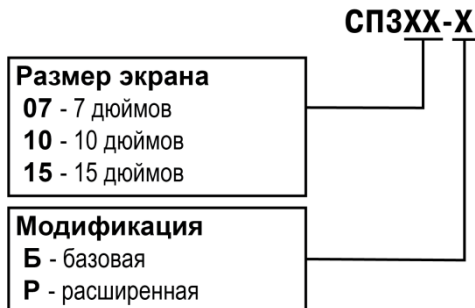 СП3ХХ-Х
Размер экрана
07 - 7 дюймов
10 - 10 дюймов
15 - 15 дюймов
Модификация
Б - базовая
Р - расширенная